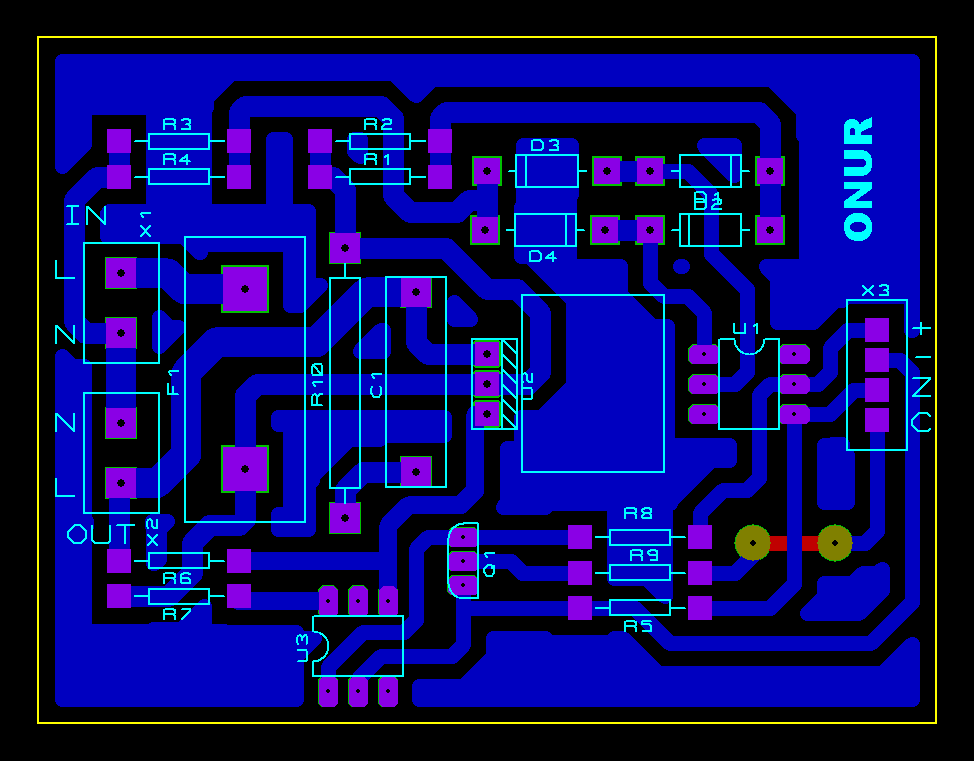 ONUR
R3
R2
R4
R1
D3
D1
D2
IN
X1
D4
L
X3
N
U1
+
-
F1
R10
C1
U2
N
N
C
L
OUT
X2
R8
Q1
R9
R6
R7
R5
U3